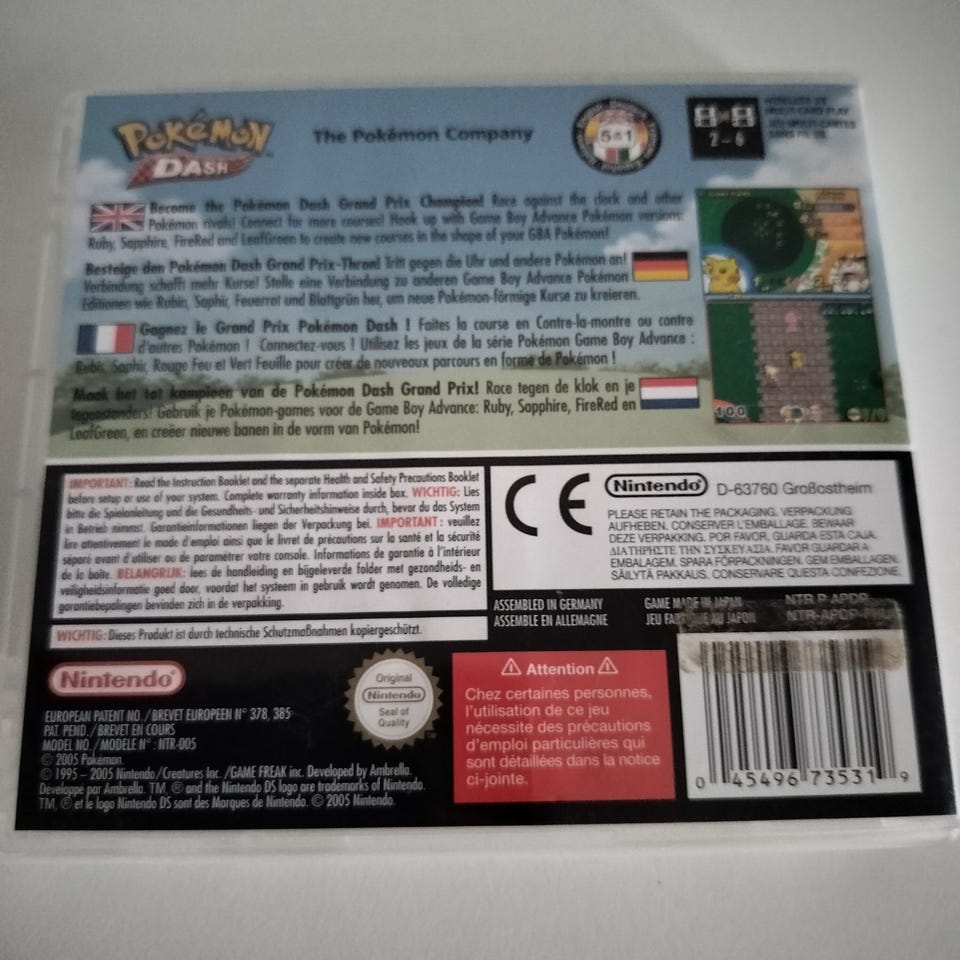 POKéMON™
DASH
The Pokémon Company
5in1
2-6
WIRELESS DS
MULTI-CARD PLAY
JEU MULTI-CARTES
SANS FIL DS
Become the Pokémon Dash Grand Prix Champion! Race against the clock and other
Pokémon rivals! Connect for more courses! Hook up with Game Boy Advance Pokémon versions
Ruby, Sapphire, FireRed and LeafGreen to create new courses in the shape of your GBA Pokémon!
Besteige den Pokémon Dash Grand Prix-Thron! Tritt gegen die Uhr und andere Pokémon an!
Verbindung schafft mehr Kurse! Stelle eine Verbindung zu anderen Game Boy Advance Pokémon
Editionen wie Rubin, Saphir, Feuerrot und Blattgrün her, um neue Pokémon-förmige Kurse zu kreieren.
Gagnez le Grand Prix Pokémon Dash ! Faites la course en Contre-la-montre ou contre
d'autres Pokémon ! Connectez-vous ! Utilisez les jeux de la série Pokémon Game Boy Advance :
Rubis, Saphir, Rouge Feu et Vert Feuille pour créer de nouveaux parcours en forme de Pokémon !
Maak het tot kampioen van de Pokémon Dash Grand Prix! Race tegen de klok en je
tegenstanders! Gebruik je Pokémon-games voor de Game Boy Advance: Ruby, Sapphire, FireRed en
LeafGreen, en creëer nieuwe banen in de vorm van Pokémon!
100
IMPORTANT: Read the Instruction Booklet and the separate Health and Safety Precautions Booklet
before setup or use of your system. Complete warranty information inside box. WICHTIG: Lies
bitte die Spielanleitung und die Gesundheits- und Sicherheitshinweise durch, bevor du das System
in Betrieb nimmst. Garantieinformationen liegen der Verpackung bei. IMPORTANT : veuillez
lire attentivement le mode d'emploi ainsi que le livret de précautions sur la santé et la sécurité
séparé avant d'utiliser ou de paramétrer votre console. Informations de garantie à l'intérieur
de la boîte. BELANGRIJK: lees de handleiding en bijgeleverde folder met gezondheids- en
veiligheidsinformatie goed door, voordat het systeem in gebruik wordt genomen. De volledige
garantiebepalingen bevinden zich in de verpakking.
WICHTIG: Dieses Produkt ist durch technische Schutzmaßnahmen kopiergeschützt.
CE
Nintendo® D-63760 Großostheim
PLEASE RETAIN THE PACKAGING. VERPACKUNG
AUFHEBEN. CONSERVER L'EMBALLAGE. BEWAAR
DEZE VERPAKKING. POR FAVOR, GUARDA ESTA CAJA.
ΔΙΑΤΗΡΗΣΤΕ ΤΗΝ ΣΥΣΚΕΥΑΣΙΑ. FAVOR GUARDAR A
EMBALAGEM. SPARA FÖRPACKNINGEN. GEM EMBALLAGEN.
SÄILYTÄ PAKKAUS. CONSERVARE QUESTA CONFEZIONE.
ASSEMBLED IN GERMANY
ASSEMBLE EN ALLEMAGNE
GAME MADE IN JAPAN
JEU FABRIQUE AU JAPON
Nintendo®
EUROPEAN PATENT NO./BREVET EUROPEEN N° 378, 385
PAT. PEND./BREVET EN COURS
MODEL NO./MODELE N° : NTR-005
© 2005 Pokémon.
© 1995 – 2005 Nintendo/Creatures Inc. /GAME FREAK inc. Developed by Ambrella.
Développé par Ambrella. TM, ® and the Nintendo DS logo are trademarks of Nintendo.
TM, ® et le logo Nintendo DS sont des Marques de Nintendo. © 2005 Nintendo.
Original
Nintendo®
Seal of
Quality
⚠ Attention ⚠
Chez certaines personnes,
l'utilisation de ce jeu
nécessite des précautions
d'emploi particulières qui
sont détaillées dans la notice
ci-jointe.
0 45496 73531 9